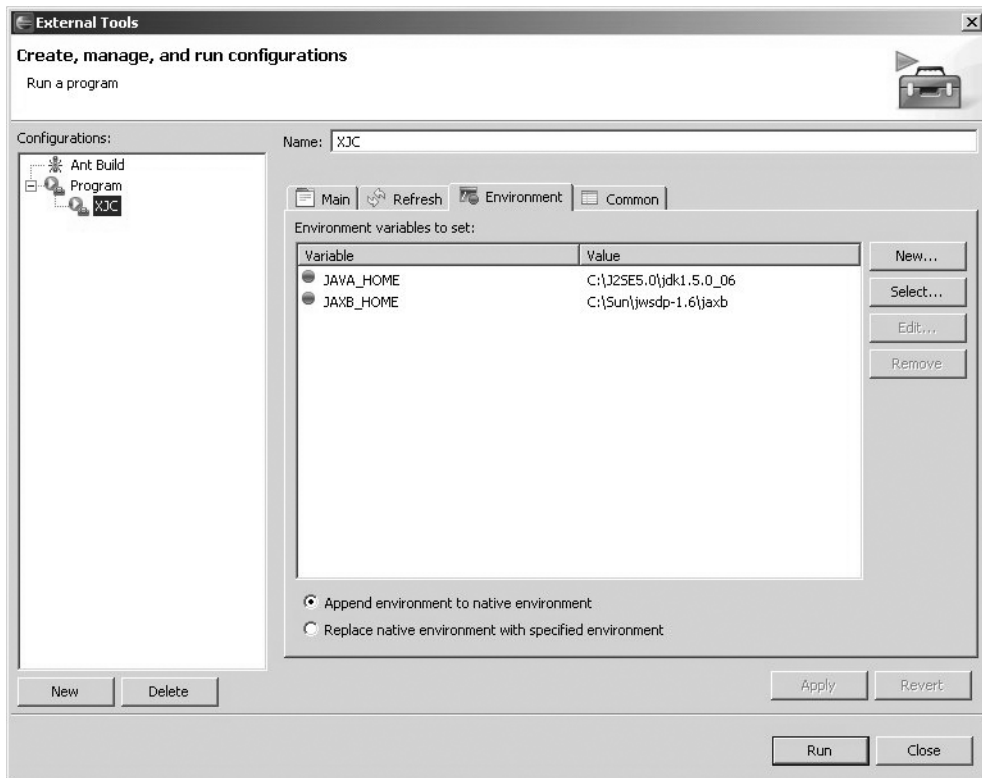 External Tools
Create, manage, and run configurations
Run a program
Configurations:
Ant Build
Program
XJC
Name: XJC
Main Refresh Environment Common
Environment variables to set:
Variable Value
JAVA_HOME C:\J2SE5.0\jdk1.5.0_06
JAXB_HOME C:\Sun\jwsdp-1.6\jaxb
New...
Select...
Edit...
Remove
Append environment to native environment
Replace native environment with specified environment
New Delete
Apply Revert
Run Close